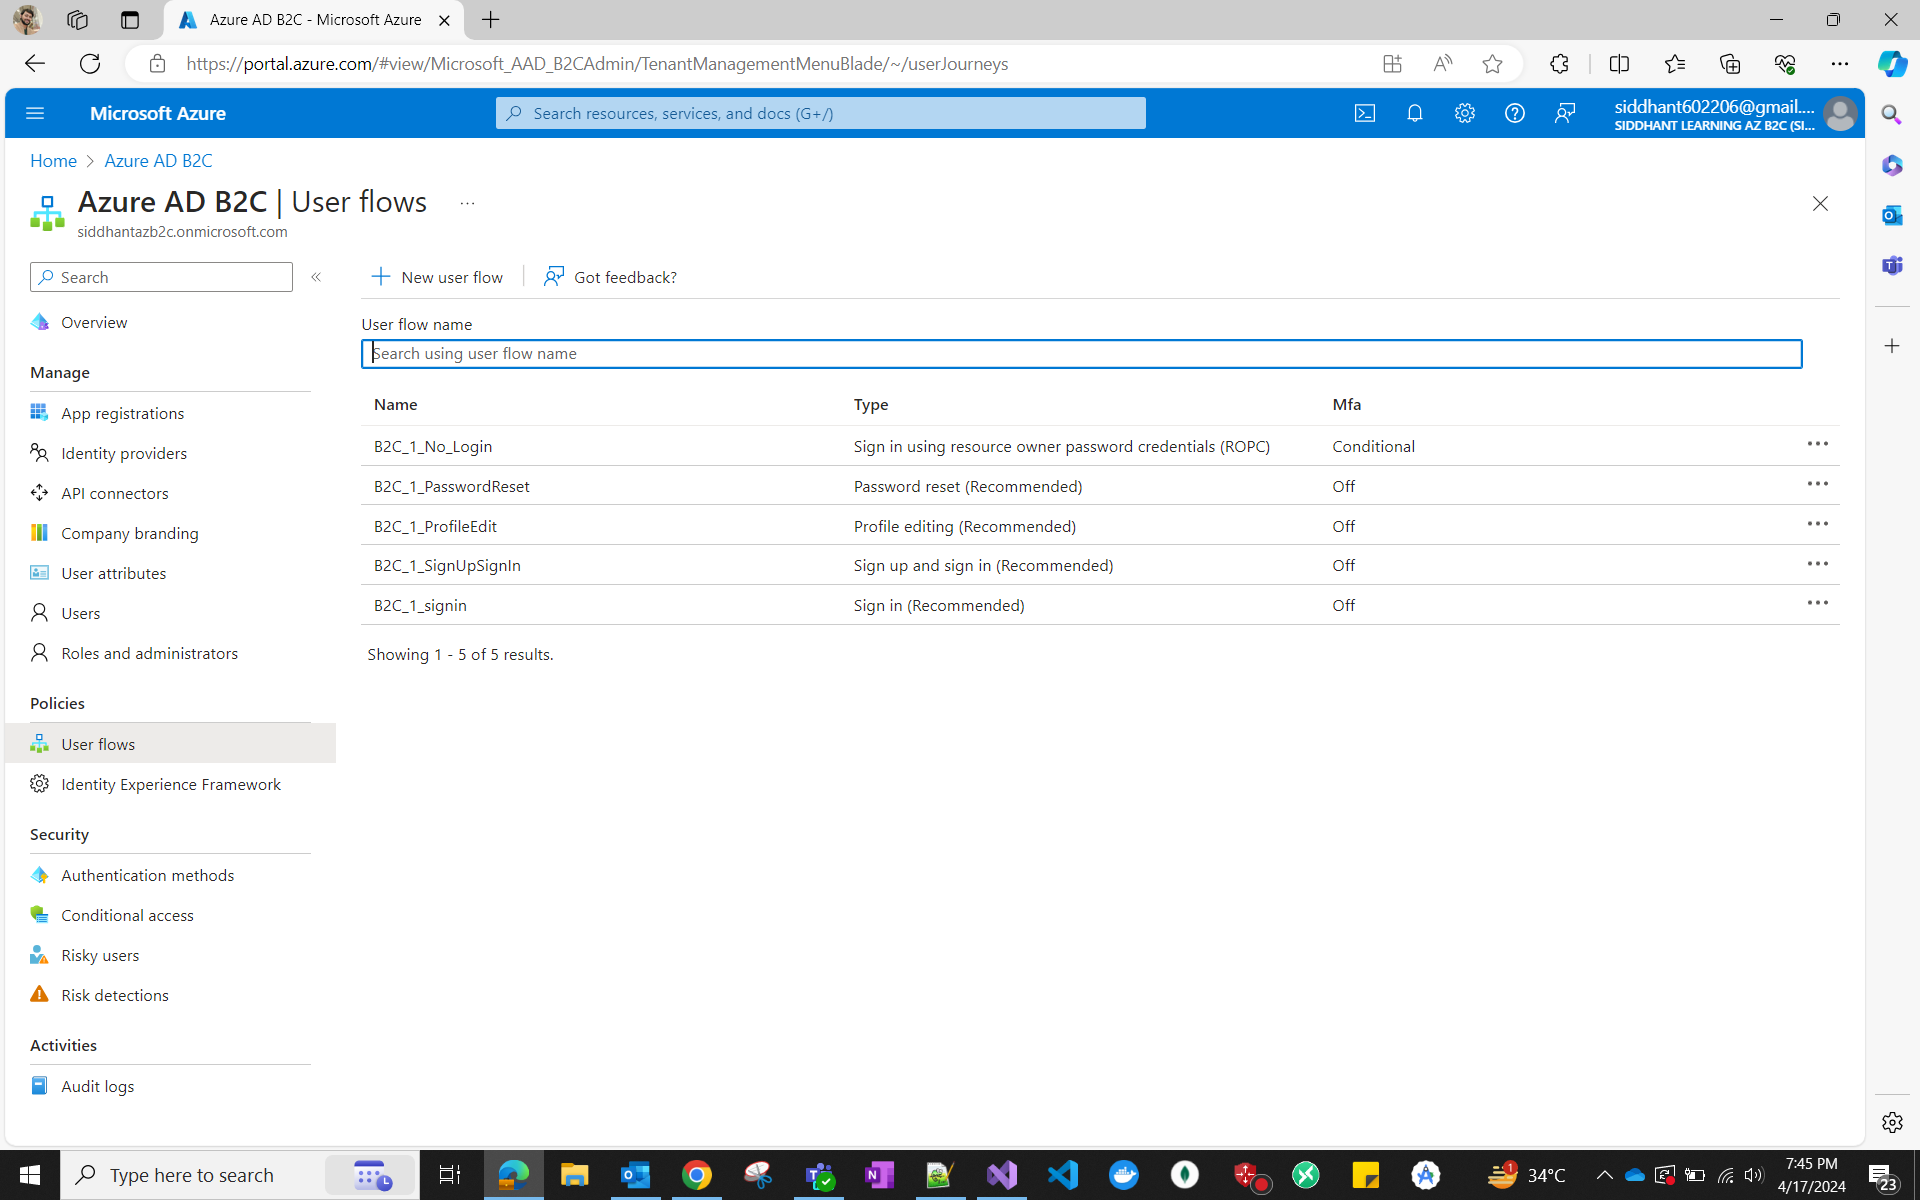 Azure AD B2C - Microsoft Azure
https://portal.azure.com/#view/Microsoft_AAD_B2CAdmin/TenantManagementMenuBlade/~/userJourneys
Microsoft Azure
Search resources, services, and docs (G+/)
siddhant602206@gmail....
SIDDHANT LEARNING AZ B2C (SI...
Home > Azure AD B2C
Azure AD B2C | User flows ...
siddhantazb2c.onmicrosoft.com
Search
Overview
Manage
App registrations
Identity providers
API connectors
Company branding
User attributes
Users
Roles and administrators
Policies
User flows
Identity Experience Framework
Security
Authentication methods
Conditional access
Risky users
Risk detections
Activities
Audit logs
New user flow
Got feedback?
User flow name
Search using user flow name
Name Type Mfa
B2C_1_No_Login Sign in using resource owner password credentials (ROPC) Conditional
B2C_1_PasswordReset Password reset (Recommended) Off
B2C_1_ProfileEdit Profile editing (Recommended) Off
B2C_1_SignUpSignIn Sign up and sign in (Recommended) Off
B2C_1_signin Sign in (Recommended) Off
Showing 1 - 5 of 5 results.
Type here to search
1
34°C
7:45 PM
4/17/2024
23